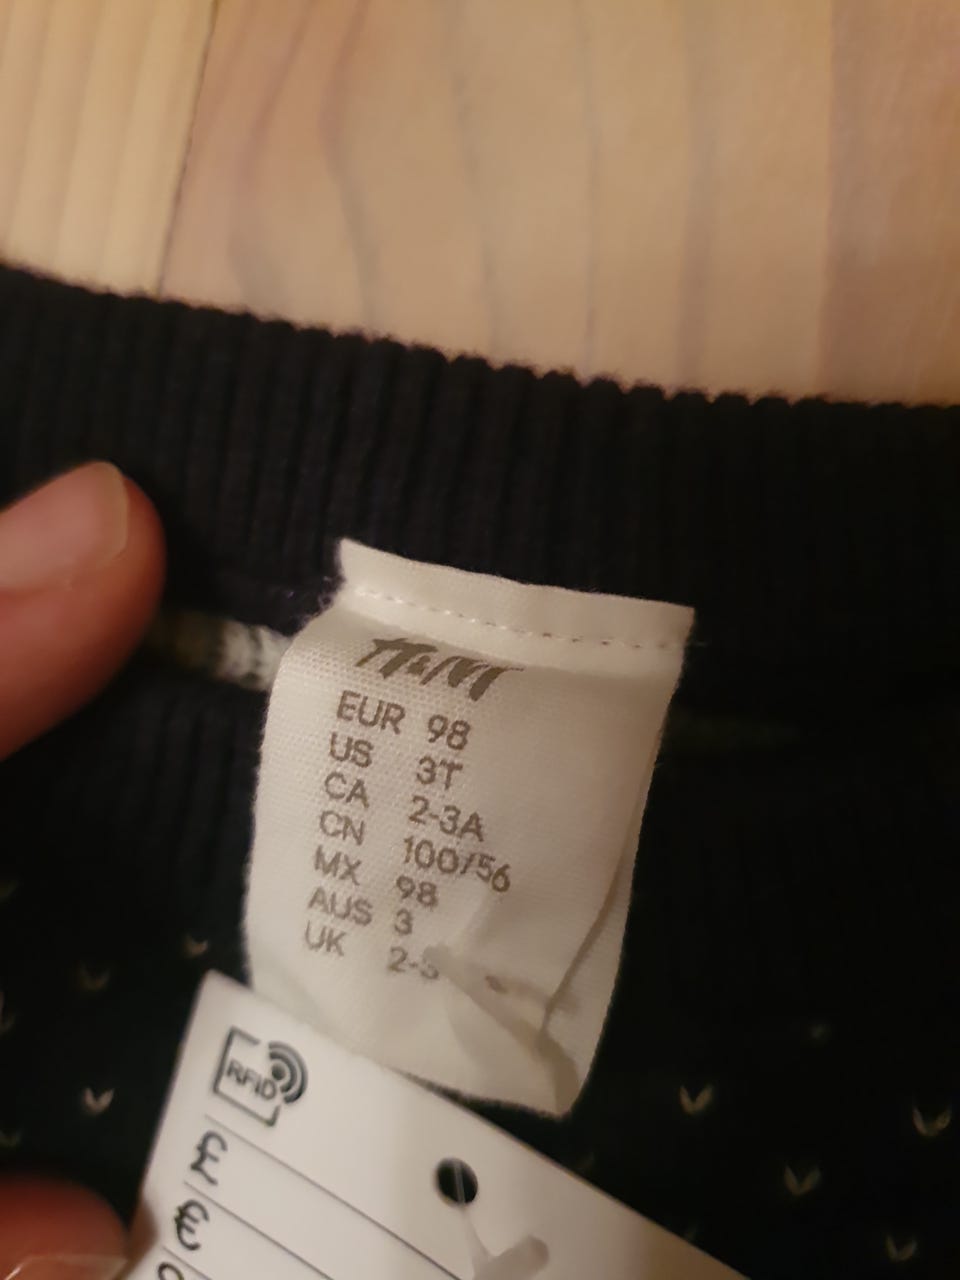 H&M
EUR 98
US 3T
CA 2-3A
CN 100/56
MX 98
AUS 3
UK
RFID
£
€